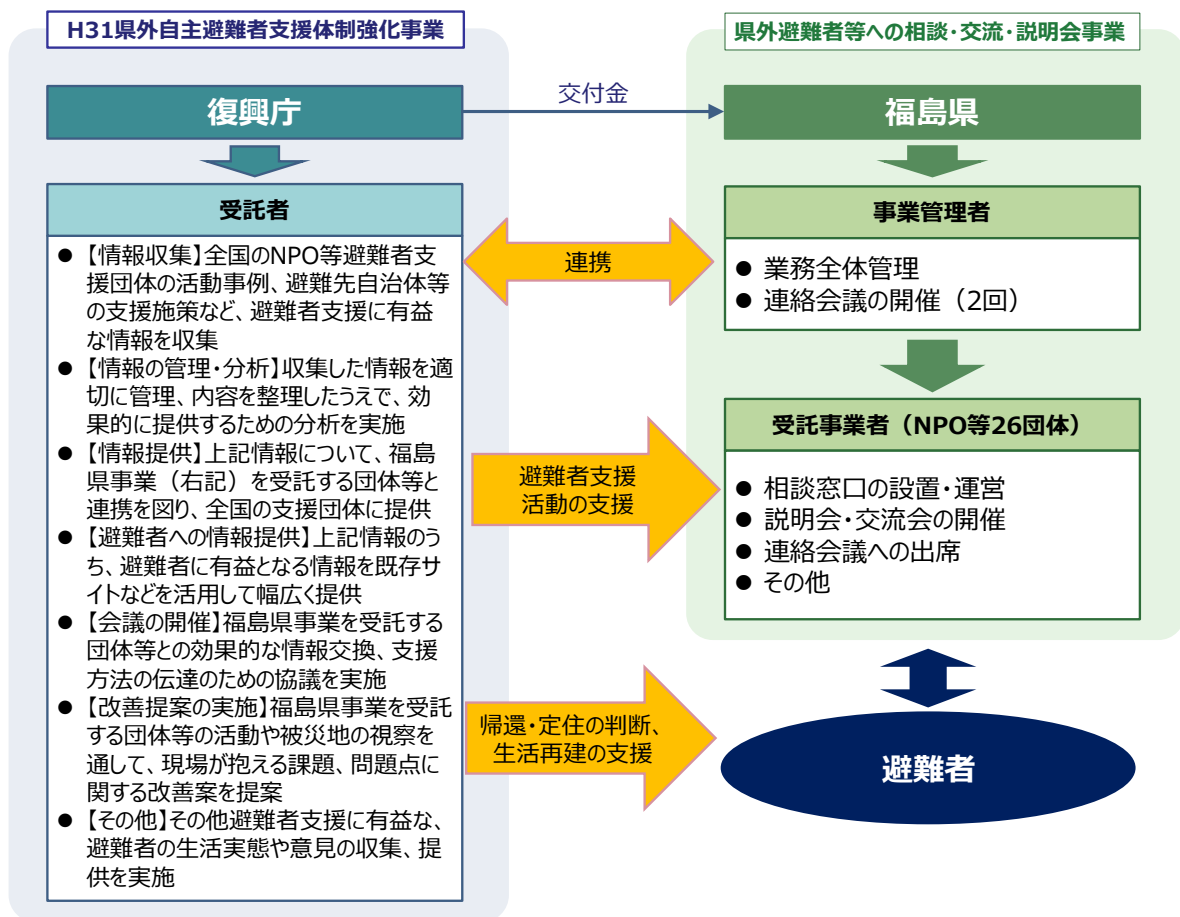 H31県外自主避難者支援体制強化事業
復興庁
受託者
● 【情報収集】全国のNPO等避難者支
援団体の活動事例、避難先自治体等
の支援施策など、避難者支援に有益
な情報を収集
● 【情報の管理・分析】収集した情報を適
切に管理、内容を整理したうえで、効
果的に提供するための分析を実施
● 【情報提供】上記情報について、福島
県事業（右記）を受託する団体等と
連携を図り、全国の支援団体に提供
● 【避難者への情報提供】上記情報のう
ち、避難者に有益となる情報を既存サ
イトなどを活用して幅広く提供
● 【会議の開催】福島県事業を受託する
団体等との効果的な情報交換、支援
方法の伝達のための協議を実施
● 【改善提案の実施】福島県事業を受託
する団体等の活動や被災地の視察を
通して、現場が抱える課題、問題点に
関する改善案を提案
● 【その他】その他避難者支援に有益な、
避難者の生活実態や意見の収集、提
供を実施
交付金
連携
避難者支援
活動の支援
帰還・定住の判断、
生活再建の支援
県外避難者等への相談・交流・説明会事業
福島県
事業管理者
● 業務全体管理
● 連絡会議の開催（2回）
受託事業者（NPO等26団体）
● 相談窓口の設置・運営
● 説明会・交流会の開催
● 連絡会議への出席
● その他
避難者